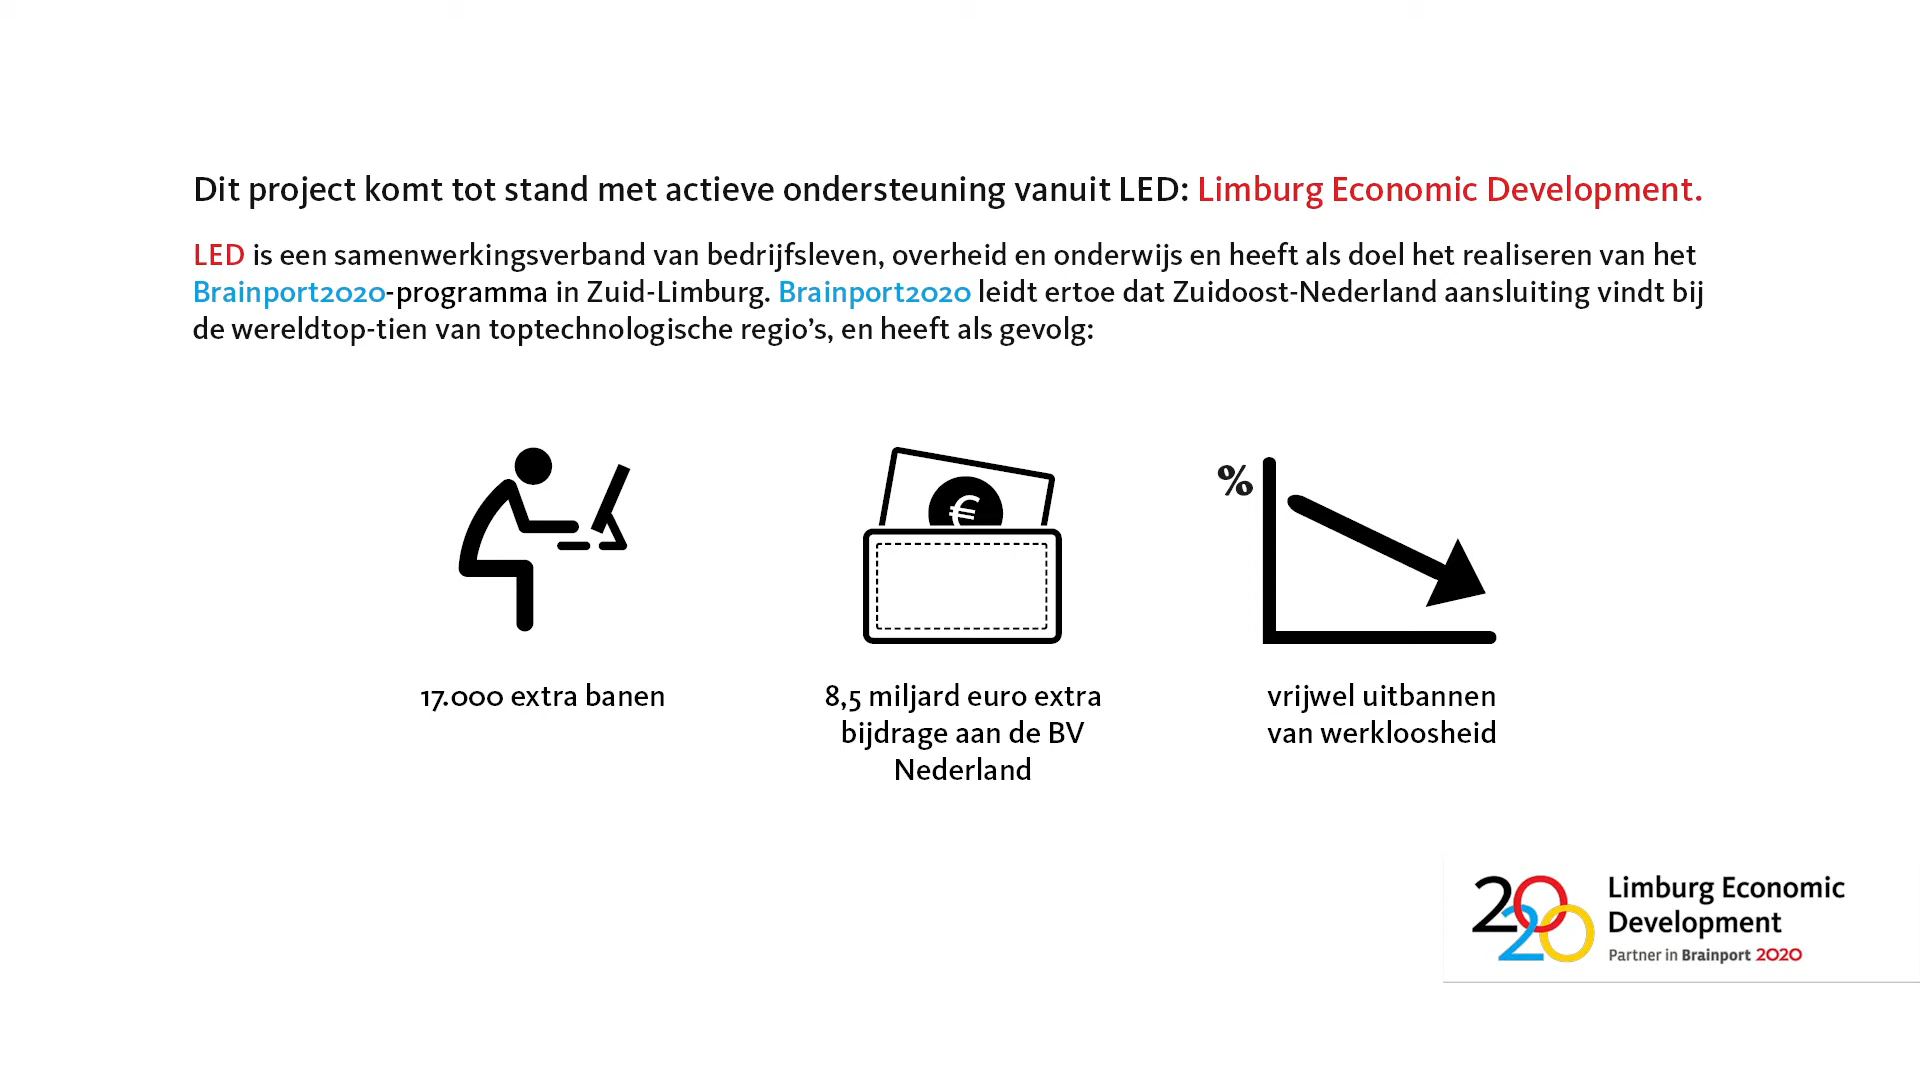 Dit project komt tot stand met actieve ondersteuning vanuit LED: Limburg Economic Development.
LED is een samenwerkingsverband van bedrijfsleven, overheid en onderwijs en heeft als doel het realiseren van het
Brainport2020-programma in Zuid-Limburg. Brainport2020 leidt ertoe dat Zuidoost-Nederland aansluiting vindt bij
de wereldtop-tien van toptechnologische regio's, en heeft als gevolg:
€
%
17.000 extra banen
8,5 miljard euro extra
bijdrage aan de BV
Nederland
vrijwel uitbannen
van werkloosheid
2020
Limburg Economic
Development
Partner in Brainport 2020